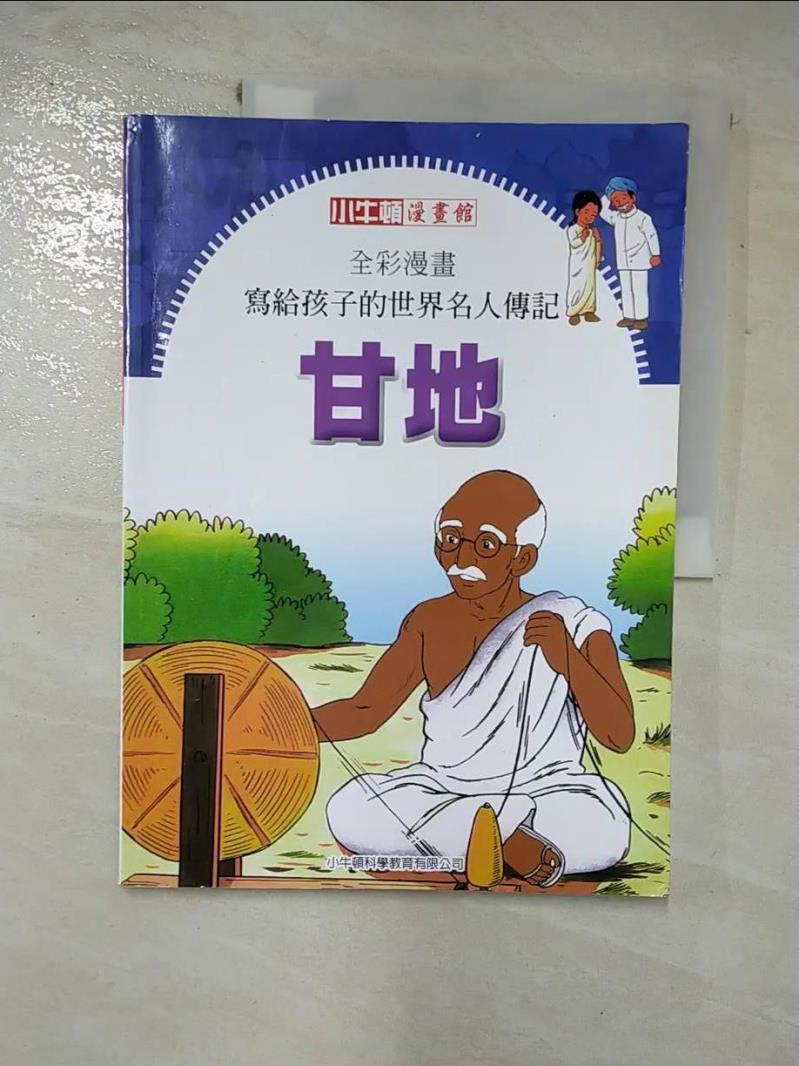 小牛頓漫畫館
全彩漫畫
寫給孩子的世界名人傳記
甘地
小牛頓科學教育有限公司